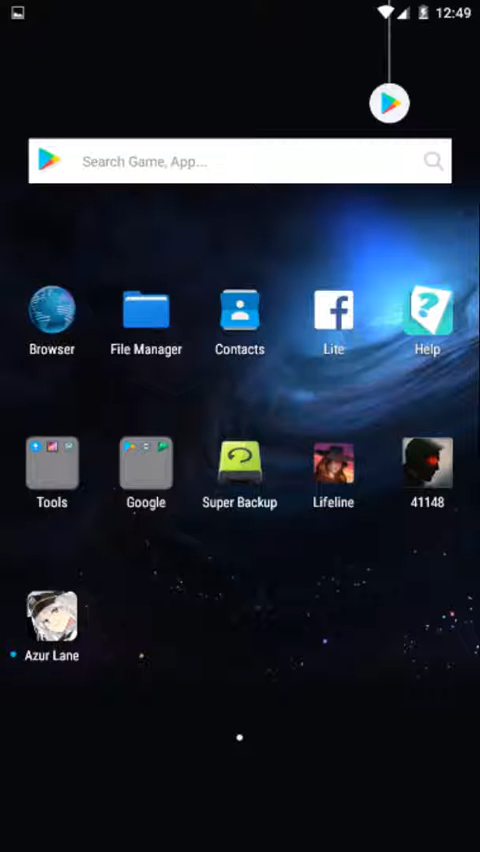 12:49
Search Game, App...
Browser File Manager Contacts Lite Help
Tools Google Super Backup Lifeline 41148
Azur Lane